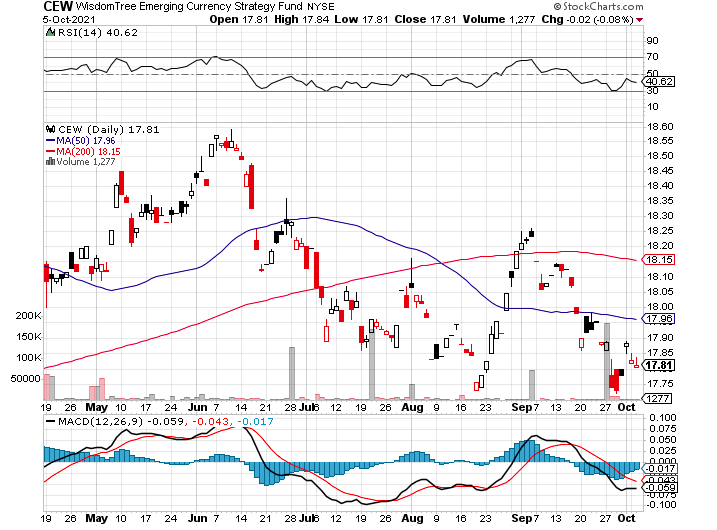 CEW WisdomTree Emerging Currency Strategy Fund NYSE © StockCharts.com
5-Oct-2021 Open 17.81 High 17.84 Low 17.81 Close 17.81 Volume 1,277 Chg -0.02 (-0.08%)
RSI(14) 40.62
90
70
50
40.62
30
10
CEW (Daily) 17.81
MA(50) 17.96
MA(200) 18.15
Volume 1,277
18.60
18.55
18.50
18.45
18.40
18.35
18.30
18.25
18.20
18.15
18.10
18.05
18.00
17.96
17.90
17.85
17.81
17.75
1277
200K
150K
100K
50000
19 26 May 10 17 24 Jun 7 14 21 28 Jul 6 12 19 26 Aug 9 16 23 Sep 7 13 20 27 Oct
MACD(12,26,9) -0.059, -0.043, -0.017
0.100
0.075
0.050
0.025
0.000
-0.017
-0.043
-0.059
-0.075
-0.100
19 26 May 10 17 24 Jun 7 14 21 28 Jul 6 12 19 26 Aug 9 16 23 Sep 7 13 20 27 Oct